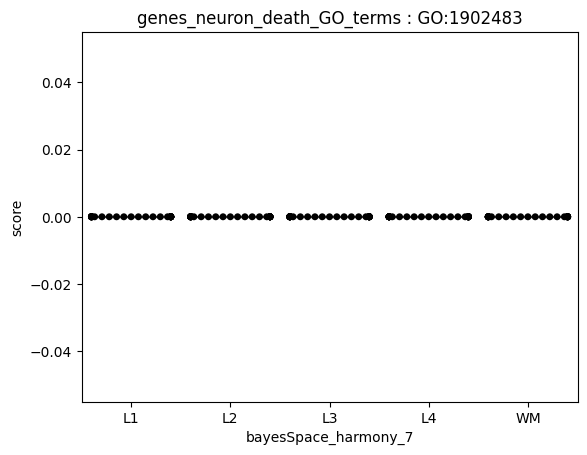 genes_neuron_death_GO_terms : GO:1902483
0.04
0.02
0.00
−0.02
−0.04
score
L1 L2 L3 L4 WM
bayesSpace_harmony_7